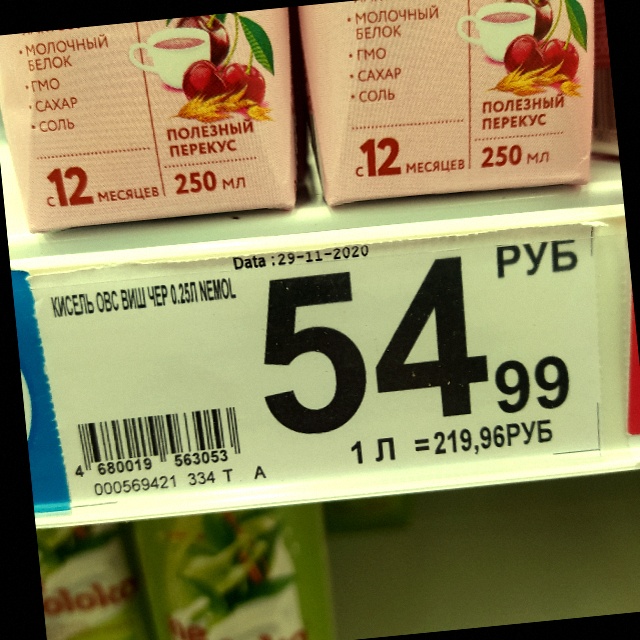 • МОЛОЧНЫЙ
БЕЛОК
• ГМО
• САХАР
• СОЛЬ
ПОЛЕЗНЫЙ
ПЕРЕКУС
с 12 МЕСЯЦЕВ
250 мл
• МОЛОЧНЫЙ
БЕЛОК
• ГМО
• САХАР
• СОЛЬ
ПОЛЕЗНЫЙ
ПЕРЕКУС
с 12 МЕСЯЦЕВ
250 мл
Data :29-11-2020
РУБ
КИСЕЛЬ ОВС ВИШ ЧЕР 0.25Л NEMOL
54 99
1 Л =219,96РУБ
4 680019 563053
000569421 334 Т А
oloko